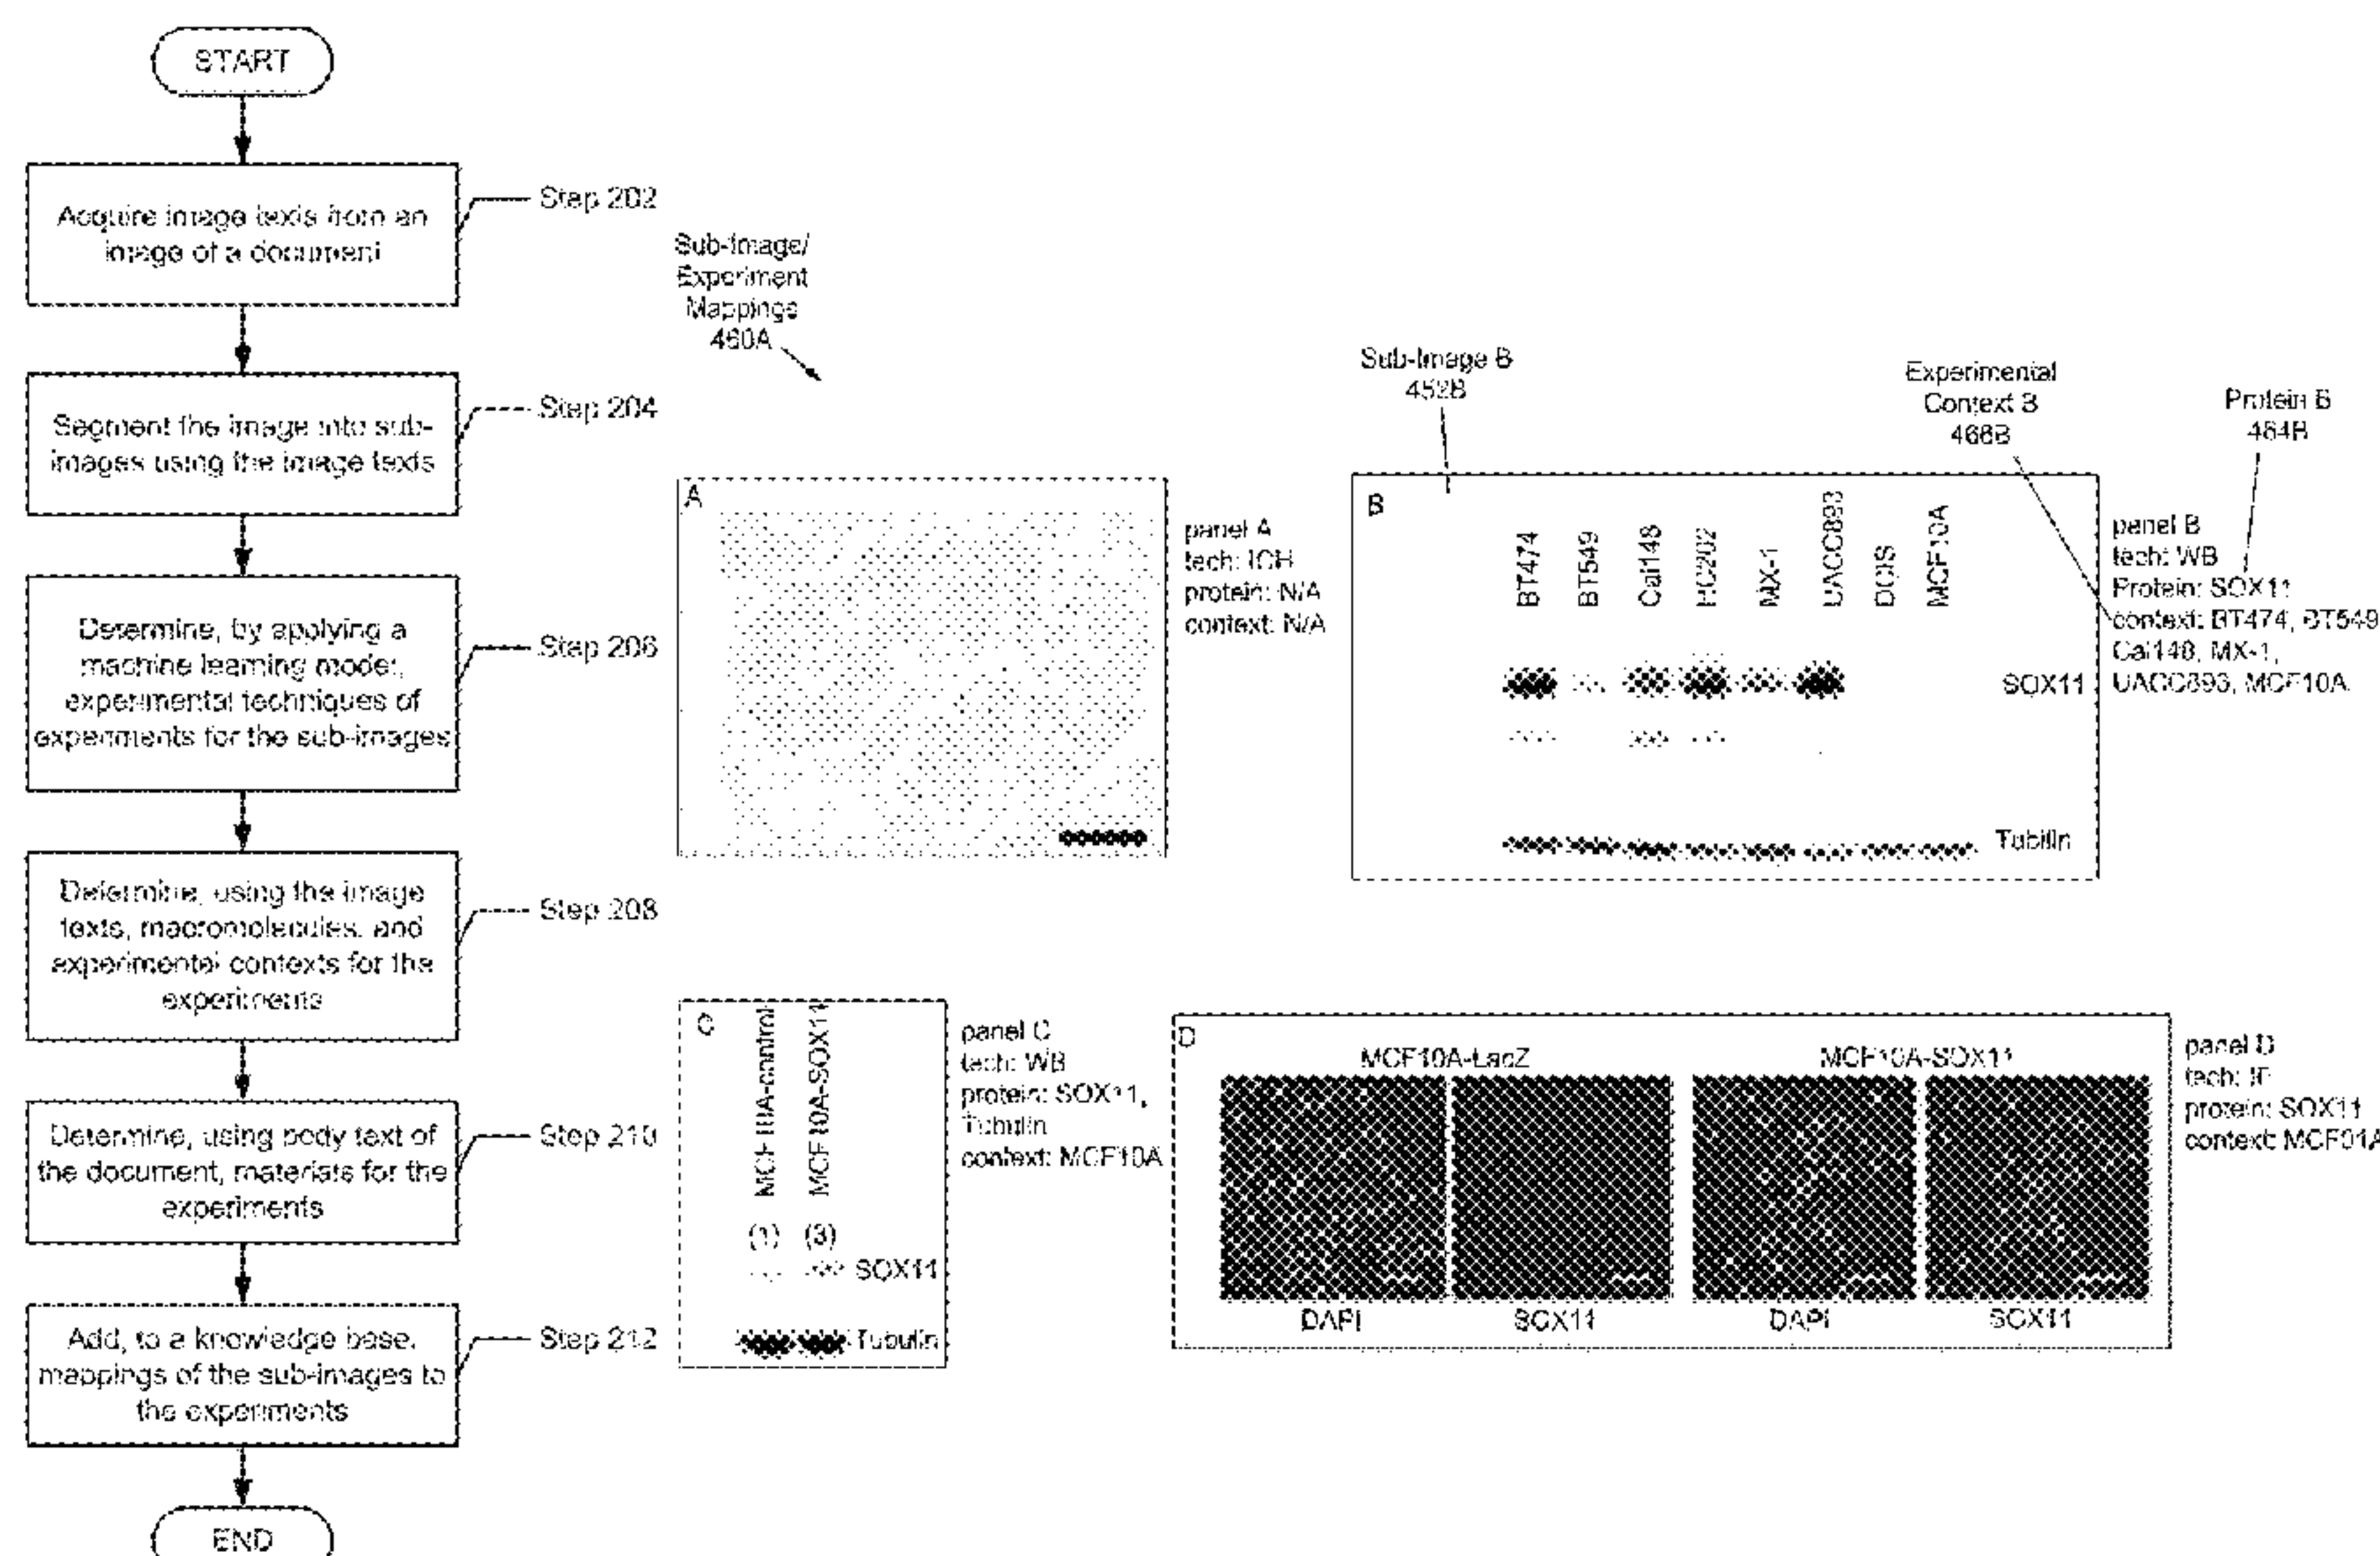 START
Acquire image texts from an
image of a document
Step 202
Segment the image into sub-
images using the image texts
Step 204
Determine, by applying a
machine learning model,
experimental techniques of
experiments for the sub-images
Step 206
Determine, using the image
texts, macromolecules, and
experimental contexts for the
experiments
Step 208
Determine, using body text of
the document, materials for the
experiments
Step 210
Add, to a knowledge base,
mappings of the sub-images to
the experiments
Step 212
END
Sub-Image/
Experiment
Mappings
460A
A
panel A
tech: ICH
protein: N/A
context: N/A
Sub-Image B
452B
Experimental
Context B
466B
Protein B
464B
B
BT474
BT549
Cal148
HC202
MX-1
UACC893
DCIS
MCF10A
SOX11
Tubilin
panel B
tech: WB
Protein: SOX11
context: BT474, BT549
Cal148, MX-1,
UACC893, MCF10A
C
MCF10A-control
MCF10A-SOX11
(1) (3)
SOX11
Tubulin
panel C
tech: WB
protein: SOX11,
Tubulin
context: MCF10A
D
MCF10A-LacZ
MCF10A-SOX11
DAPI
SOX11
DAPI
SOX11
panel D
tech: IF
protein: SOX11
context: MCF01A